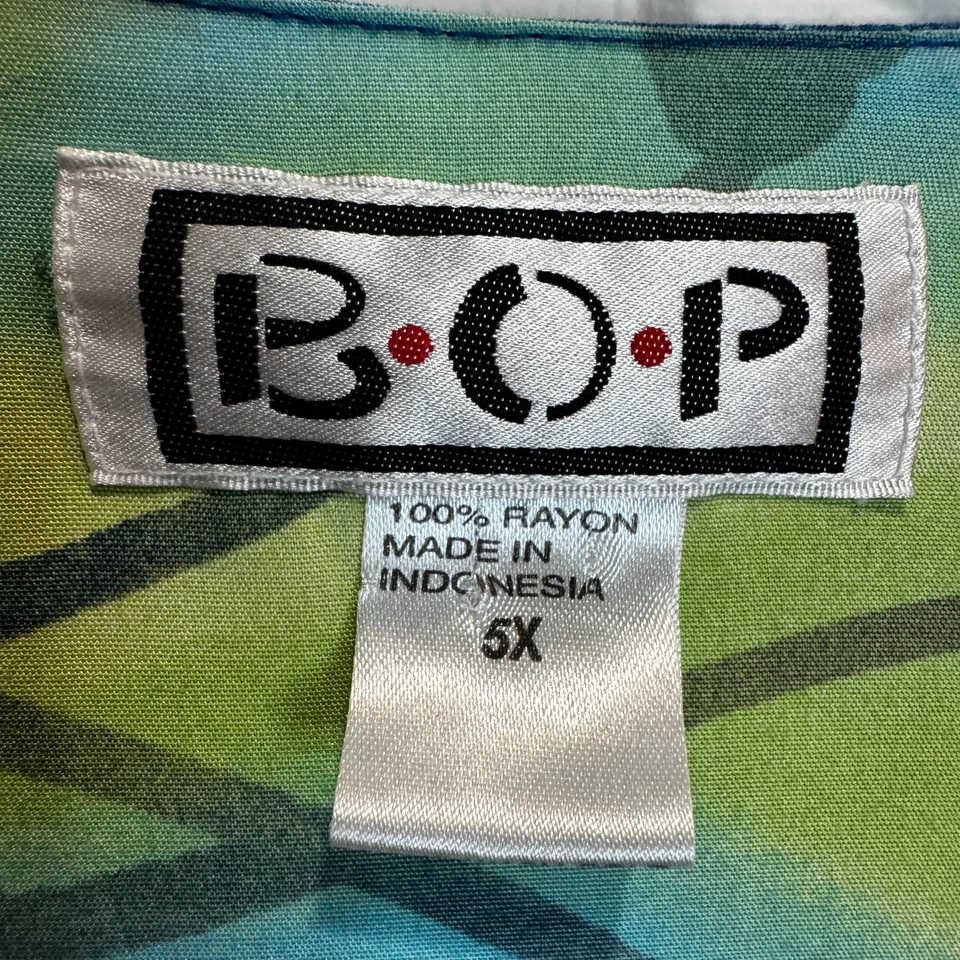 B•O•P
100% RAYON
MADE IN
INDONESIA
5X